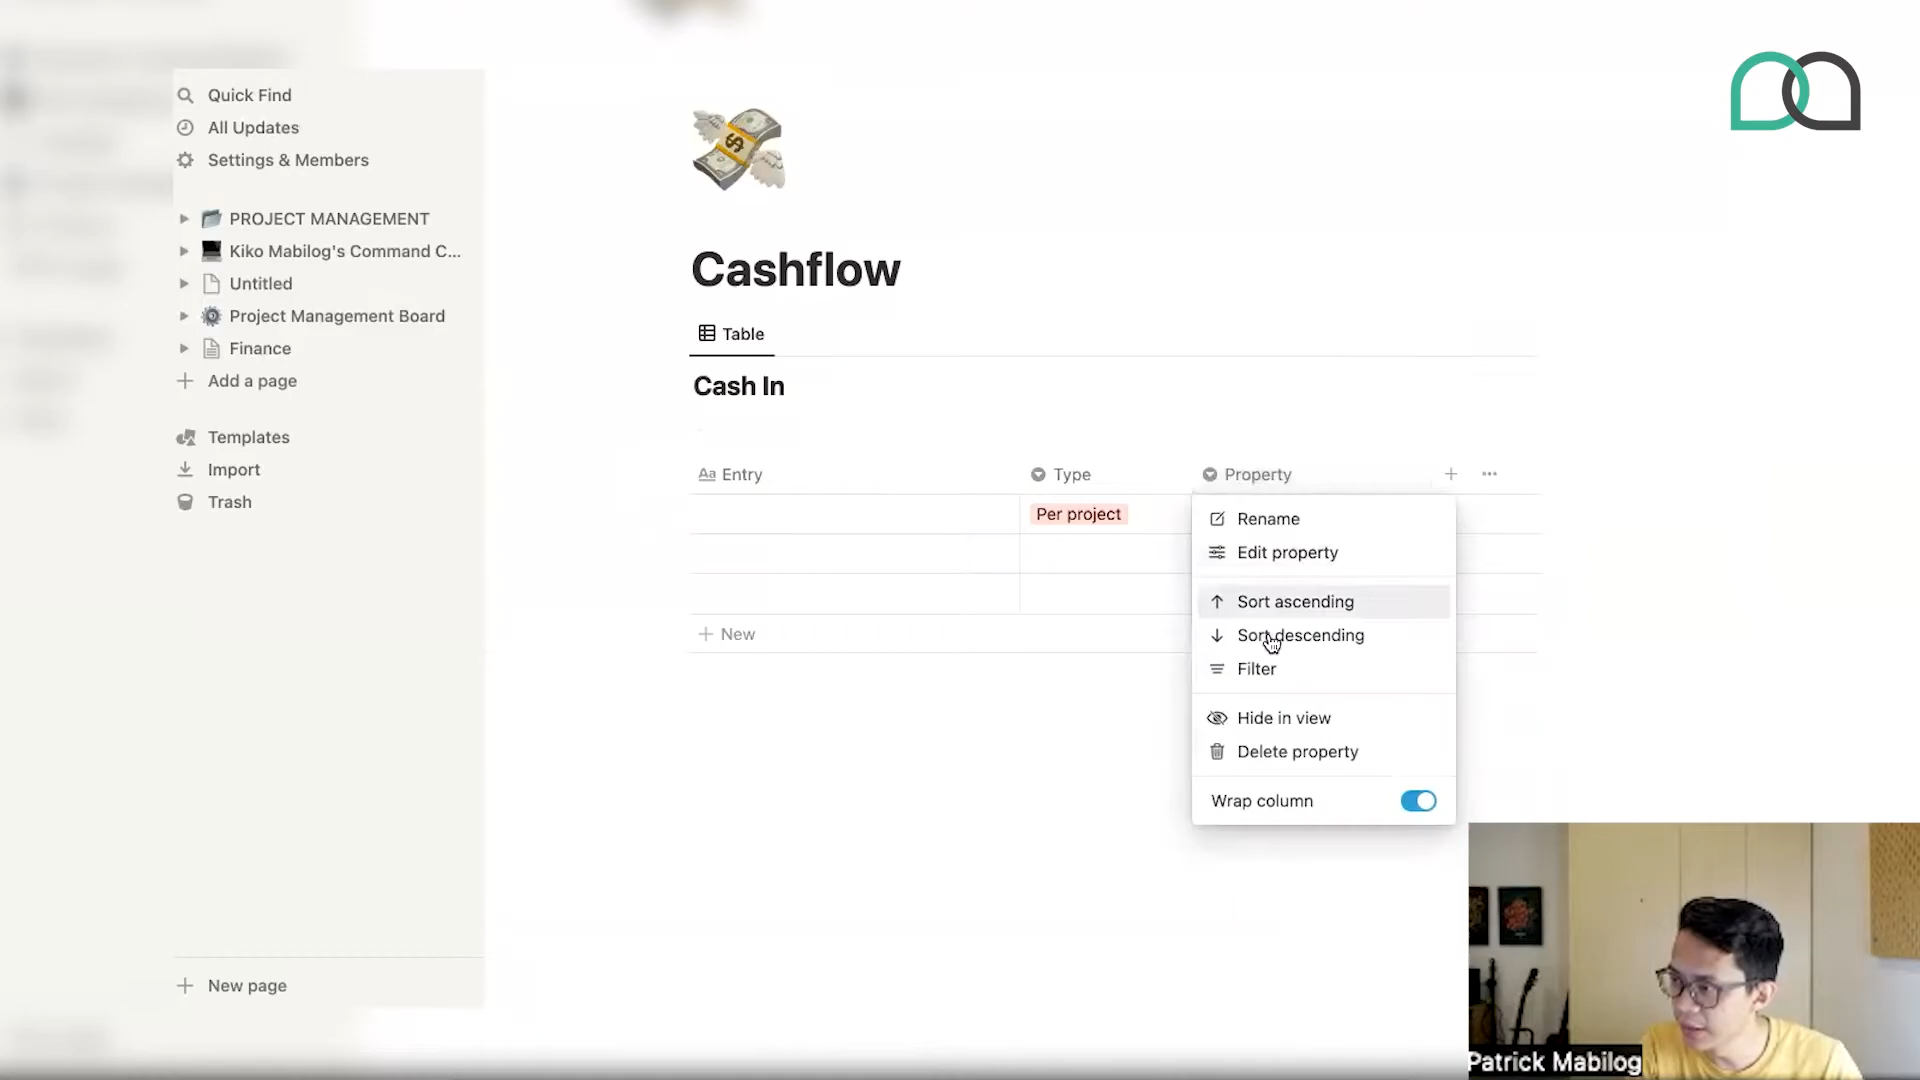 Quick Find
All Updates
Settings & Members
PROJECT MANAGEMENT
Kiko Mabilog's Command C...
Untitled
Project Management Board
Finance
Add a page
Templates
Import
Trash
New page
Cashflow
Table
Cash In
Aa Entry
Type
Property
Per project
New
Rename
Edit property
Sort ascending
Sort descending
Filter
Hide in view
Delete property
Wrap column
Patrick Mabilog